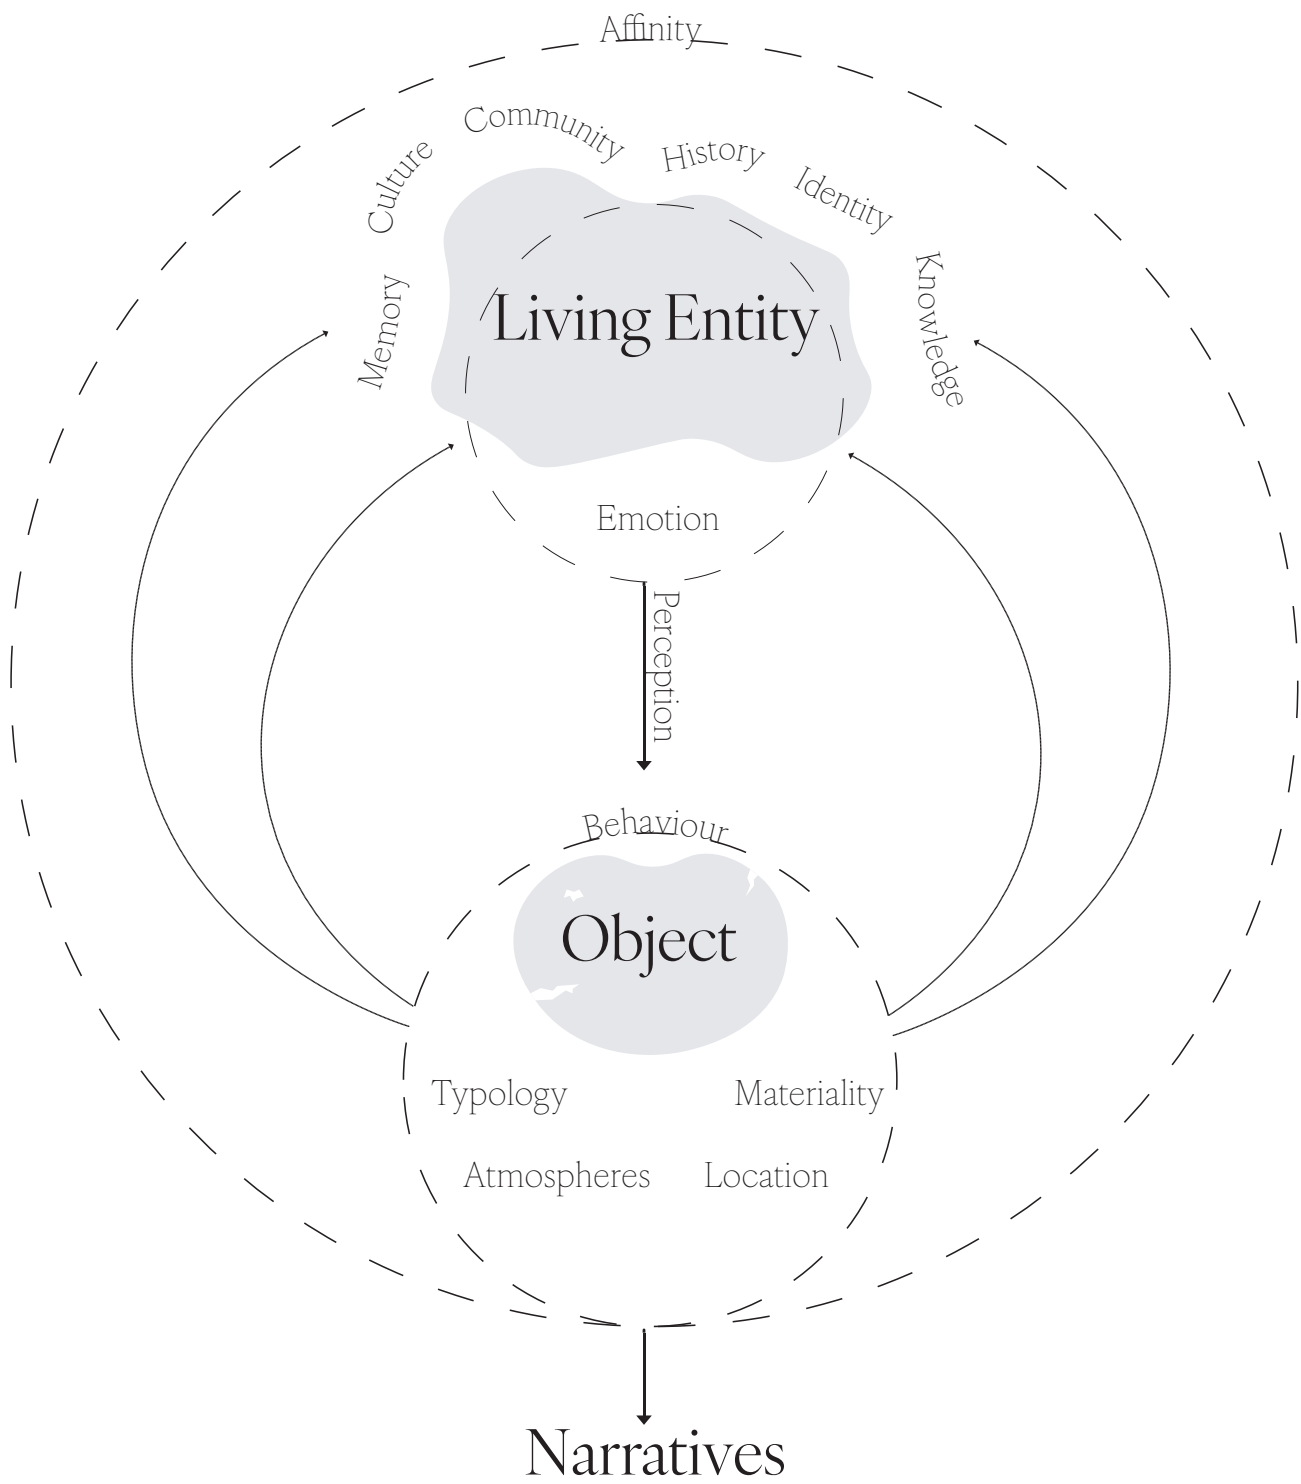 Affinity
Community
History
Culture
Identity
Memory
Knowledge
Living Entity
Emotion
Perception
Behaviour
Object
Typology
Materiality
Atmospheres
Location
Narratives